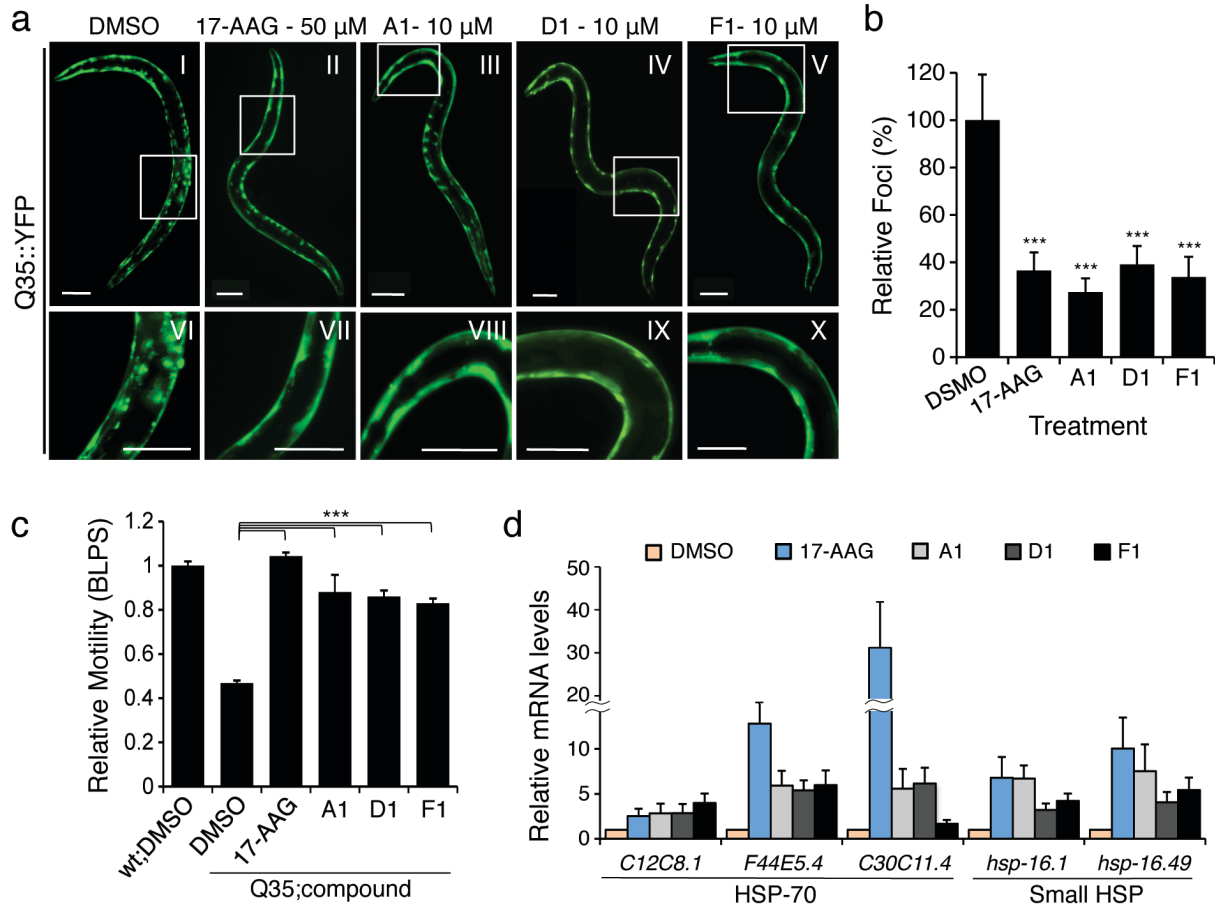 a
DMSO 17-AAG - 50 μM A1- 10 μM D1 - 10 μM F1- 10 μM
Q35::YFP
I II III IV V
VI VII VIII IX X
b
Relative Foci (%)
120
100
80
60
40
20
0
*** *** *** ***
DSMO 17-AAG A1 D1 F1
Treatment
c
Relative Motility (BLPS)
1.2
1
0.8
0.6
0.4
0.2
0
***
wt;DMSO DMSO 17-AAG A1 D1 F1
Q35;compound
d
DMSO 17-AAG A1 D1 F1
Relative mRNA levels
50
40
30
20
10
5
0
C12C8.1 F44E5.4 C30C11.4 hsp-16.1 hsp-16.49
HSP-70 Small HSP